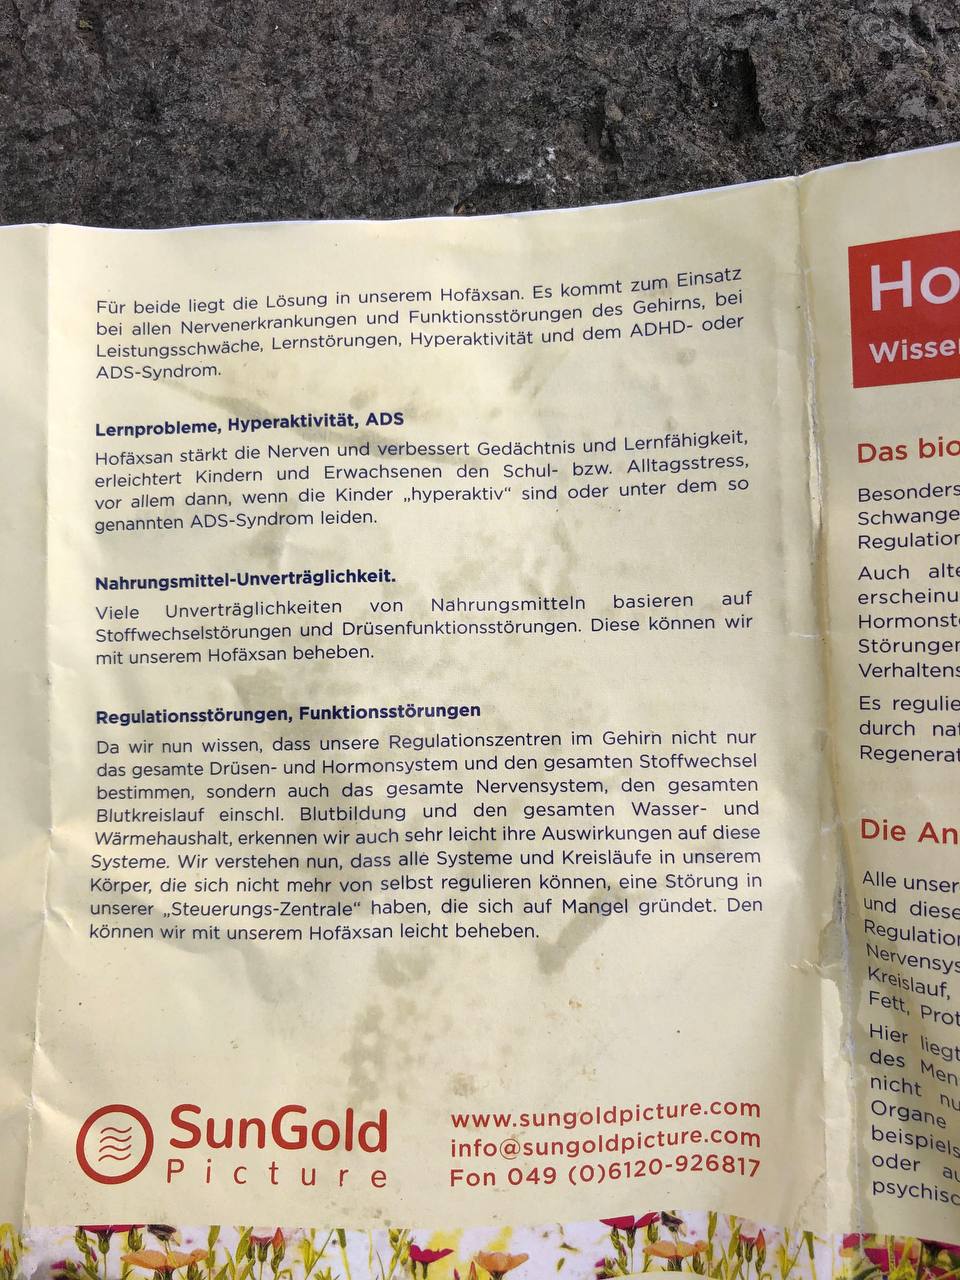 Für beide liegt die Lösung in unserem Hofäxsan. Es kommt zum Einsatz
bei allen Nervenerkrankungen und Funktionsstörungen des Gehirns, bei
Leistungsschwäche, Lernstörungen, Hyperaktivität und dem ADHD- oder
ADS-Syndrom.
Lernprobleme, Hyperaktivität, ADS
Hofäxsan stärkt die Nerven und verbessert Gedächtnis und Lernfähigkeit,
erleichtert Kindern und Erwachsenen den Schul- bzw. Alltagsstress,
vor allem dann, wenn die Kinder „hyperaktiv“ sind oder unter dem so
genannten ADS-Syndrom leiden.
Nahrungsmittel-Unverträglichkeit.
Viele Unverträglichkeiten von Nahrungsmitteln basieren auf
Stoffwechselstörungen und Drüsenfunktionsstörungen. Diese können wir
mit unserem Hofäxsan beheben.
Regulationsstörungen, Funktionsstörungen
Da wir nun wissen, dass unsere Regulationszentren im Gehirn nicht nur
das gesamte Drüsen- und Hormonsystem und den gesamten Stoffwechsel
bestimmen, sondern auch das gesamte Nervensystem, den gesamten
Blutkreislauf einschl. Blutbildung und den gesamten Wasser- und
Wärmehaushalt, erkennen wir auch sehr leicht ihre Auswirkungen auf diese
Systeme. Wir verstehen nun, dass alle Systeme und Kreisläufe in unserem
Körper, die sich nicht mehr von selbst regulieren können, eine Störung in
unserer „Steuerungs-Zentrale“ haben, die sich auf Mangel gründet. Den
können wir mit unserem Hofäxsan leicht beheben.
SunGold
Picture
www.sungoldpicture.com
info@sungoldpicture.com
Fon 049 (0)6120-926817
Ho
Wisse
Das bio
Besonders
Schwange
Regulation
Auch alte
erscheinu
Hormonst
Störunger
Verhaltens
Es regulie
durch nat
Regenerat
Die An
Alle unser
und diese
Regulation
Nervensys
Kreislauf,
Fett, Prot
Hier liegt
des Men
nicht nu
Organe
beispiels
oder au
psychisc